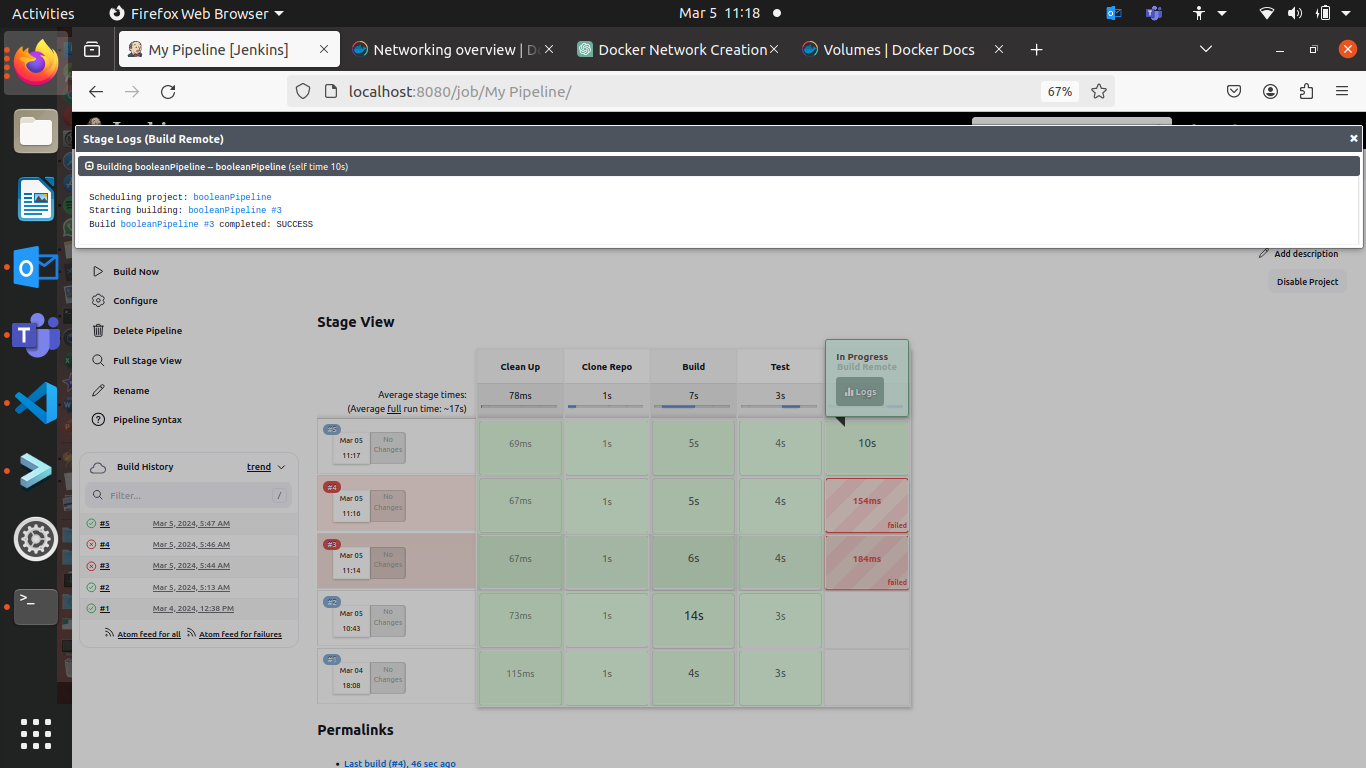 Activities Firefox Web Browser Mar 5 11:18
My Pipeline [Jenkins] Networking overview | Do Docker Network Creation Volumes | Docker Docs
localhost:8080/job/My Pipeline/ 67%
Stage Logs (Build Remote)
Building booleanPipeline -- booleanPipeline (self time 10s)
Scheduling project: booleanPipeline
Starting building: booleanPipeline #3
Build booleanPipeline #3 completed: SUCCESS
Add description
Disable Project
Build Now
Configure
Delete Pipeline
Full Stage View
Rename
Pipeline Syntax
Build History trend
Filter... /
#5 Mar 5, 2024, 5:47 AM
#4 Mar 5, 2024, 5:46 AM
#3 Mar 5, 2024, 5:44 AM
#2 Mar 5, 2024, 5:13 AM
#1 Mar 4, 2024, 12:38 PM
Atom feed for all Atom feed for failures
Stage View
Clean Up Clone Repo Build Test
In Progress
Build Remote
Logs
Average stage times: 78ms 1s 7s 3s
(Average full run time: ~17s)
#5 Mar 05 11:17 No Changes 69ms 1s 5s 4s 10s
#4 Mar 05 11:16 No Changes 67ms 1s 5s 4s 154ms failed
#3 Mar 05 11:14 No Changes 67ms 1s 6s 4s 184ms failed
#2 Mar 05 10:43 No Changes 73ms 1s 14s 3s
#1 Mar 04 18:08 No Changes 115ms 1s 4s 3s
Permalinks
Last build (#4), 46 sec ago